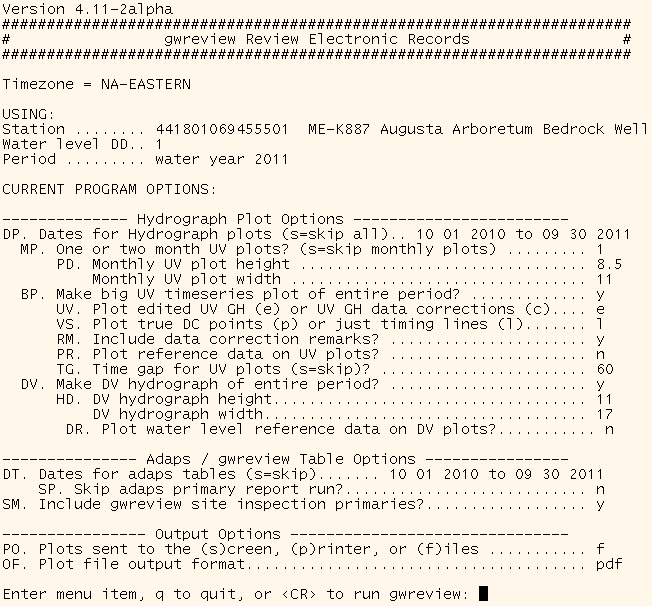 Version 4.11-2alpha
######################################################################
# gwreview Review Electronic Records #
######################################################################
Timezone = NA-EASTERN
USING:
Station ........ 441801069455501 ME-K887 Augusta Arboretum Bedrock Well
Water level DD.. 1
Period ......... water year 2011
CURRENT PROGRAM OPTIONS:
-------------- Hydrograph Plot Options ------------------------
DP. Dates for Hydrograph plots (s=skip all).. 10 01 2010 to 09 30 2011
MP. One or two month UV plots? (s=skip monthly plots) ......... 1
PD. Monthly UV plot height ................................ 8.5
Monthly UV plot width ................................. 11
BP. Make big UV timeseries plot of entire period? ............. y
UV. Plot edited UV GH (e) or UV GH data corrections (c).... e
VS. Plot true DC points (p) or just timing lines (l)....... l
RM. Include data correction remarks? ...................... y
PR. Plot reference data on UV plots? ...................... n
TG. Time gap for UV plots (s=skip)? ....................... 60
DV. Make DV hydrograph of entire period? ...................... y
HD. DV hydrograph height................................... 11
DV hydrograph width.................................... 17
DR. Plot water level reference data on DV plots?........... n
--------------- Adaps / gwreview Table Options ----------------
DT. Dates for adaps tables (s=skip)....... 10 01 2010 to 09 30 2011
SP. Skip adaps primary report run?........................... n
SM. Include gwreview site inspection primaries?................. y
---------------- Output Options -------------------------------
PO. Plots sent to the (s)creen, (p)rinter, or (f)iles ........... f
OF. Plot file output format...................................... pdf
Enter menu item, q to quit, or <CR> to run gwreview: